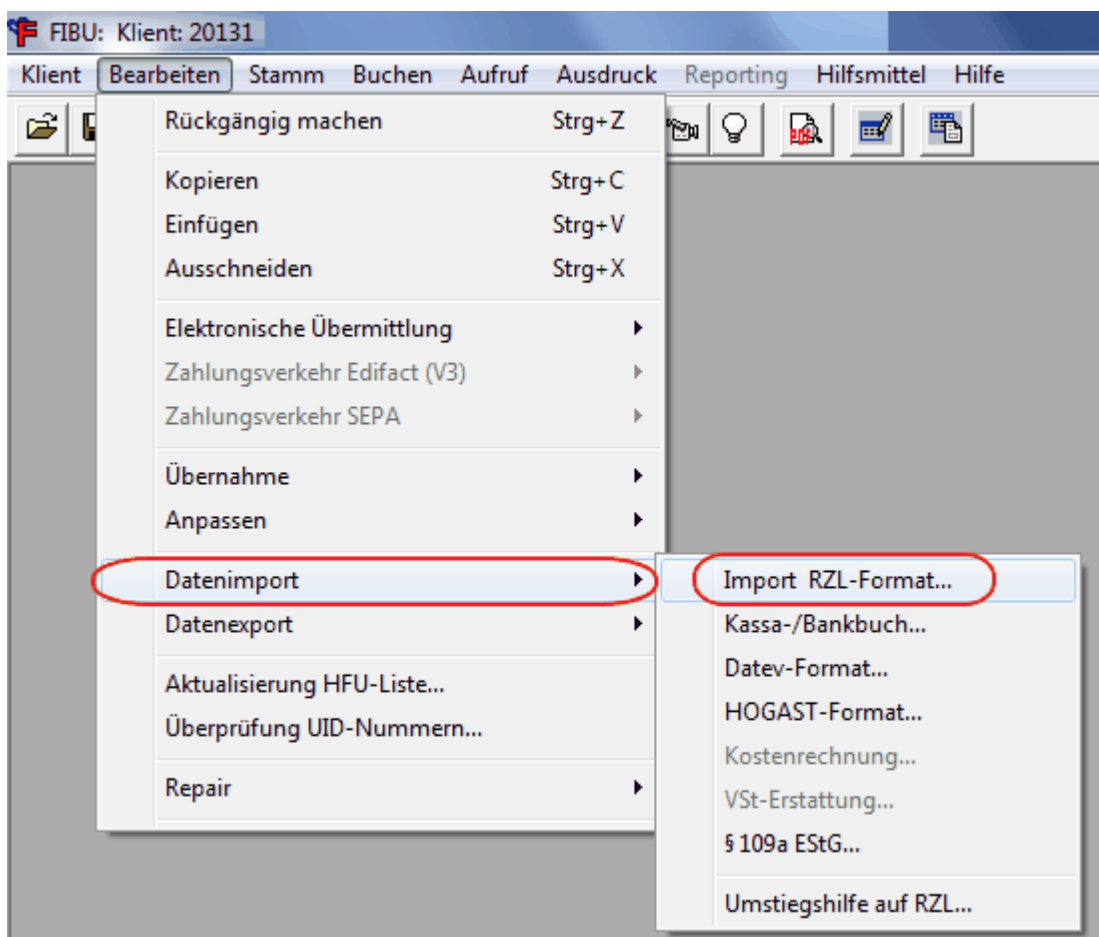 FIBU: Klient: 20131
Klient Bearbeiten Stamm Buchen Aufruf Ausdruck Reporting Hilfsmittel Hilfe
Rückgängig machen Strg+Z
Kopieren Strg+C
Einfügen Strg+V
Ausschneiden Strg+X
Elektronische Übermittlung
Zahlungsverkehr Edifact (V3)
Zahlungsverkehr SEPA
Übernahme
Anpassen
Datenimport
Datenexport
Aktualisierung HFU-Liste...
Überprüfung UID-Nummern...
Repair
Import RZL-Format...
Kassa-/Bankbuch...
Datev-Format...
HOGAST-Format...
Kostenrechnung...
VSt-Erstattung...
§ 109a EStG...
Umstiegshilfe auf RZL...